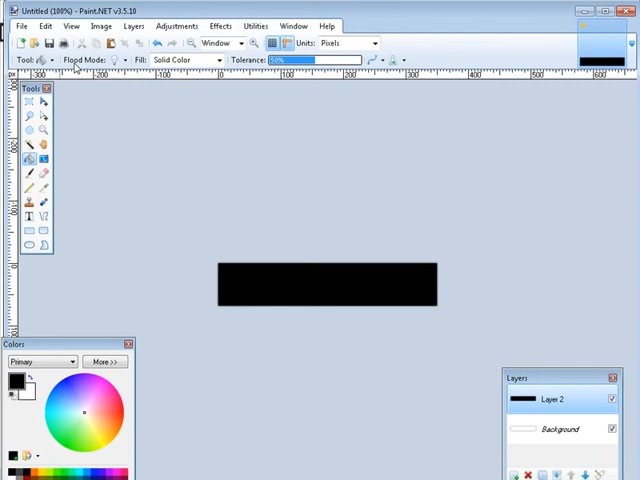 Untitled (100%) - Paint.NET v3.5.10
File Edit View Image Layers Adjustments Effects Utilities Window Help
Window Units: Pixels
Tool: Flood Mode: Fill: Solid Color Tolerance: 50%
px -300 -200 -100 0 100 200 300 400 500 600
Tools
Colors
Primary More >>
Layers
Layer 2
Background